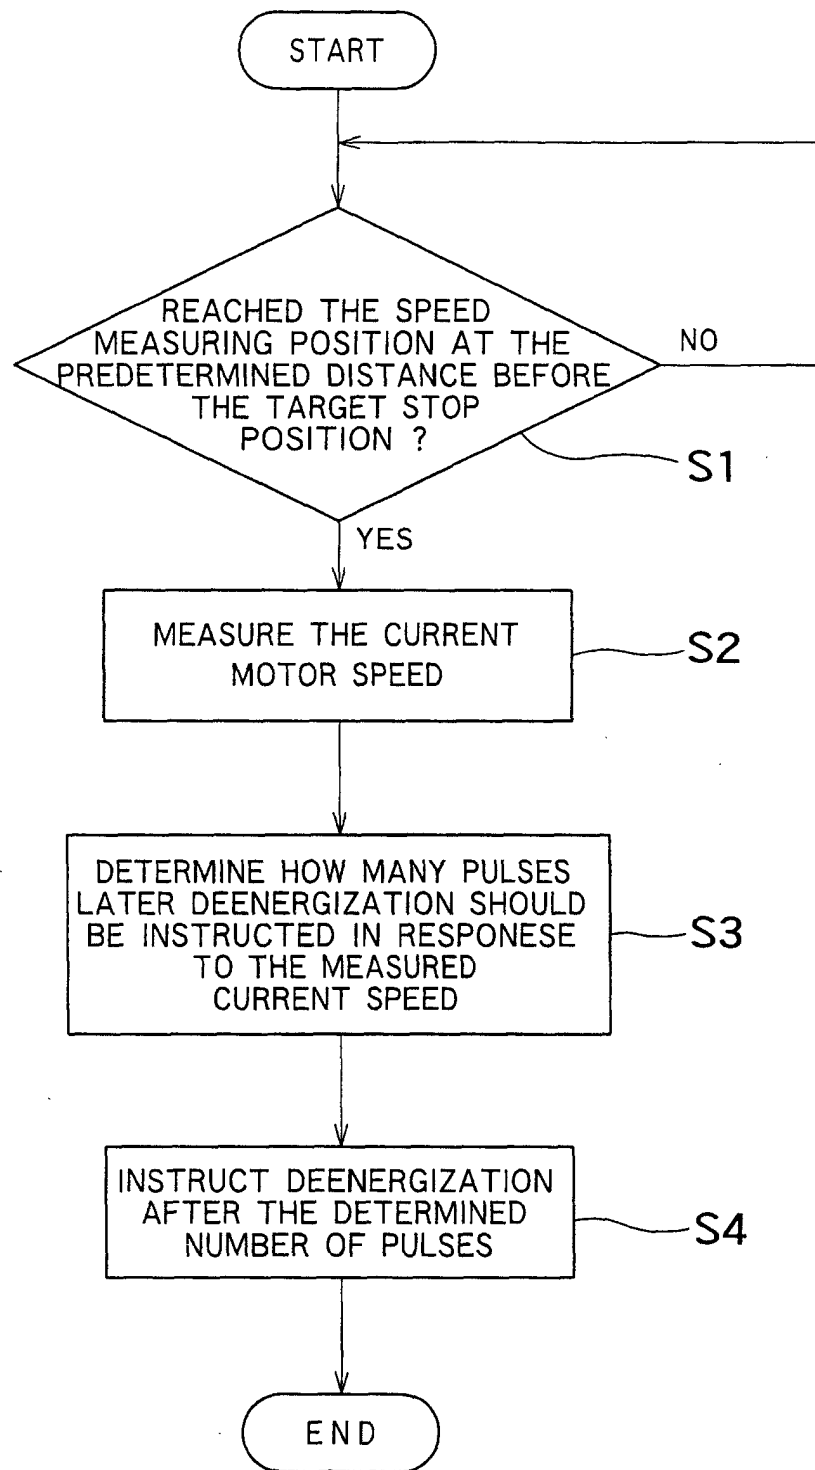 START
REACHED THE SPEED
MEASURING POSITION AT THE
PREDETERMINED DISTANCE BEFORE
THE TARGET STOP
POSITION ?
NO
S1
YES
MEASURE THE CURRENT
MOTOR SPEED
S2
DETERMINE HOW MANY PULSES
LATER DEENERGIZATION SHOULD
BE INSTRUCTED IN RESPONESE
TO THE MEASURED
CURRENT SPEED
S3
INSTRUCT DEENERGIZATION
AFTER THE DETERMINED
NUMBER OF PULSES
S4
END